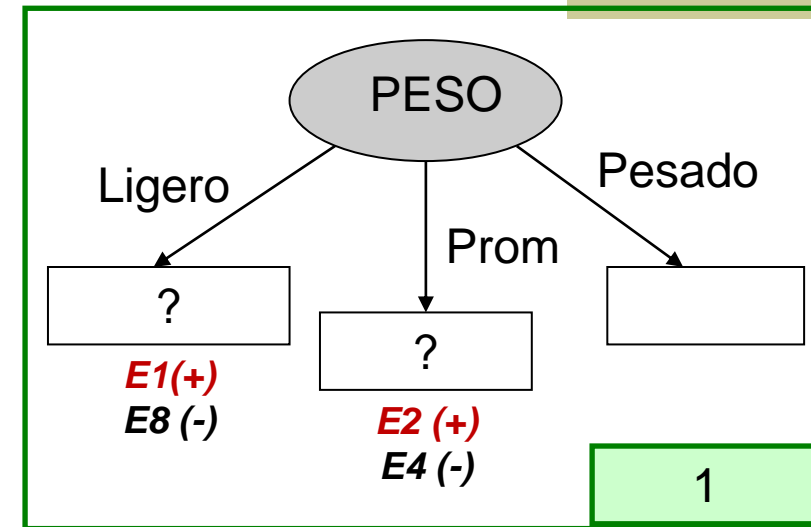 PESO
Ligero
Pesado
Prom
?
?
E1(+)
E8 (-)
E2 (+)
E4 (-)
1